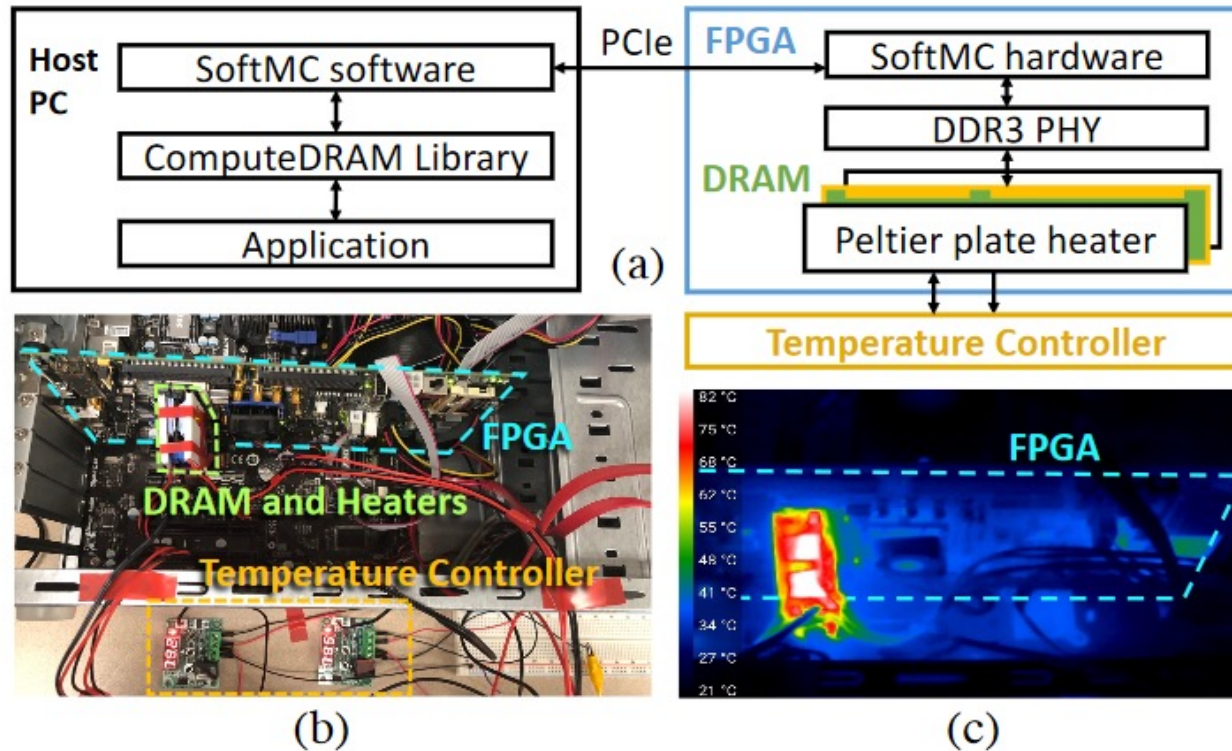 Host
PC
SoftMC software
ComputeDRAM Library
Application
PCIe
FPGA
SoftMC hardware
DDR3 PHY
DRAM
Peltier plate heater
(a)
Temperature Controller
FPGA
DRAM and Heaters
Temperature Controller
(b)
82 °C
75 °C
68 °C
62 °C
55 °C
48 °C
41 °C
34 °C
27 °C
21 °C
FPGA
(c)